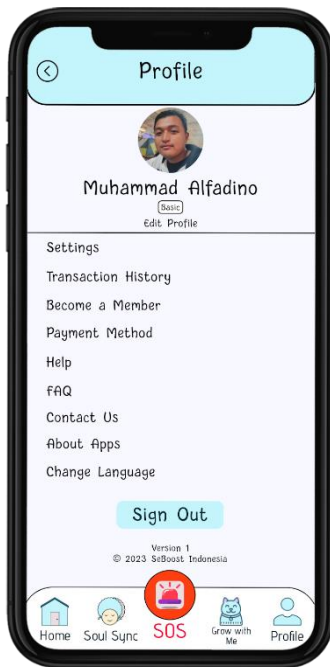 Profile
Muhammad Alfadino
Basic
Edit Profile
Settings
Transaction History
Become a Member
Payment Method
Help
FAQ
Contact Us
About Apps
Change Language
Sign Out
Version 1
© 2023 SeBoost Indonesia
Home
Soul Sync
SOS
Grow with
Me
Profile